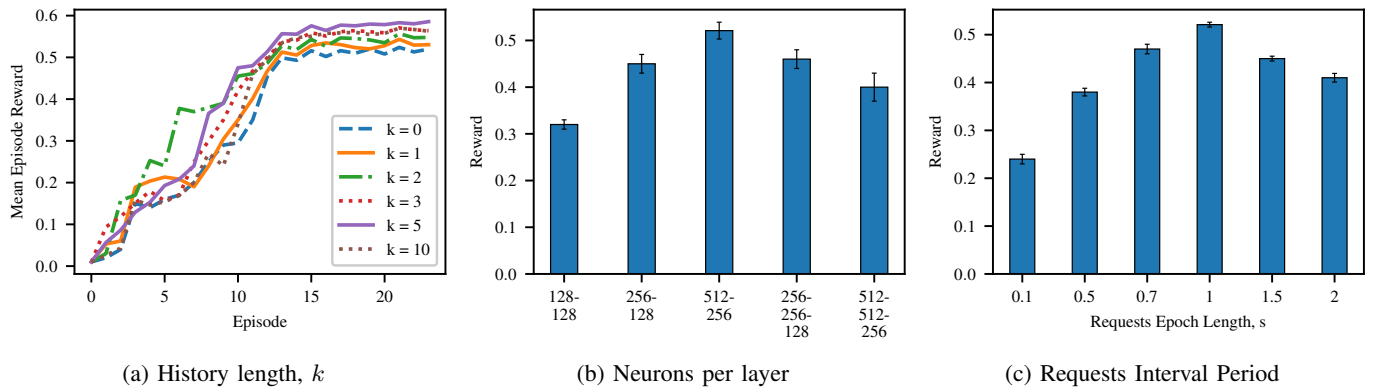 0.6
0.5
0.4
0.3
0.2
0.1
0.0
Mean Episode Reward
k = 0
k = 1
k = 2
k = 3
k = 5
k = 10
0 5 10 15 20
Episode
(a) History length, k
0.5
0.4
0.3
0.2
0.1
0.0
Reward
128-
128
256-
128
512-
256
256-
256-
128
512-
512-
256
(b) Neurons per layer
0.5
0.4
0.3
0.2
0.1
0.0
Reward
0.1 0.5 0.7 1 1.5 2
Requests Epoch Length, s
(c) Requests Interval Period